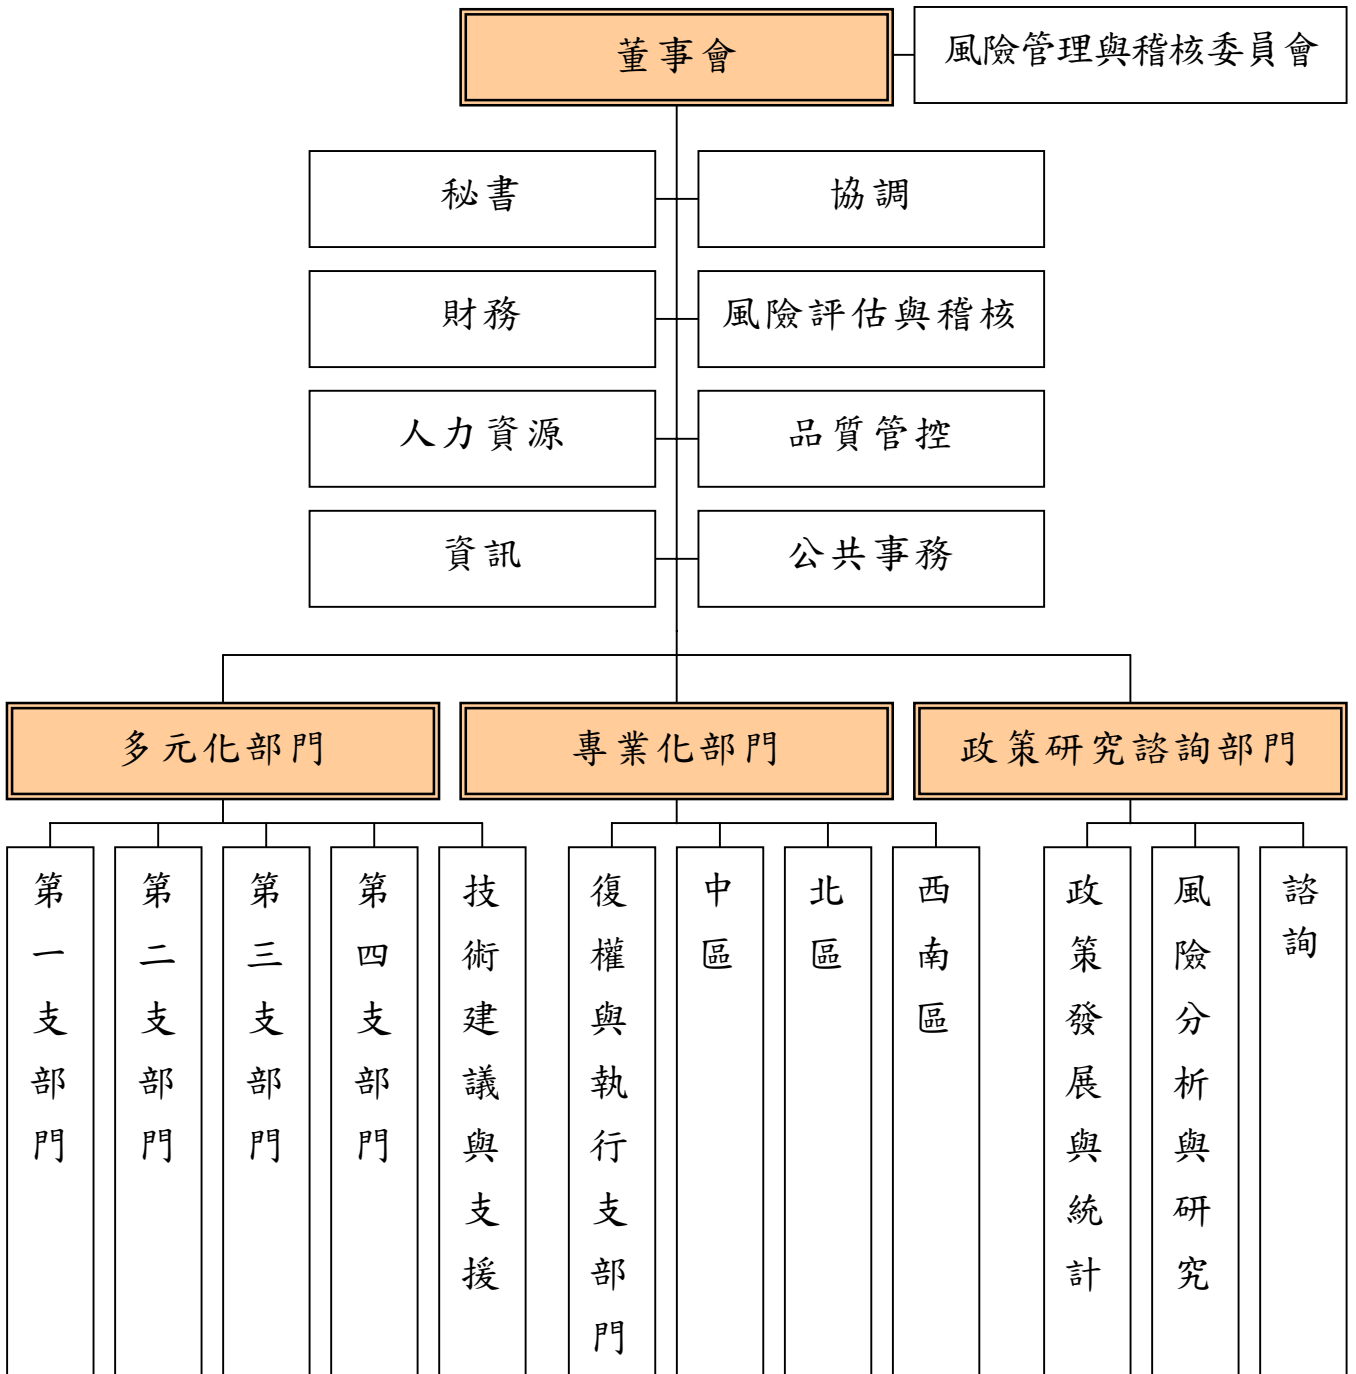 董事會
風險管理與稽核委員會
秘書
協調
財務
風險評估與稽核
人力資源
品質管控
資訊
公共事務
多元化部門
專業化部門
政策研究諮詢部門
第一支部門
第二支部門
第三支部門
第四支部門
技術建議與支援
復權與執行支部門
中區
北區
西南區
政策發展與統計
風險分析與研究
諮詢